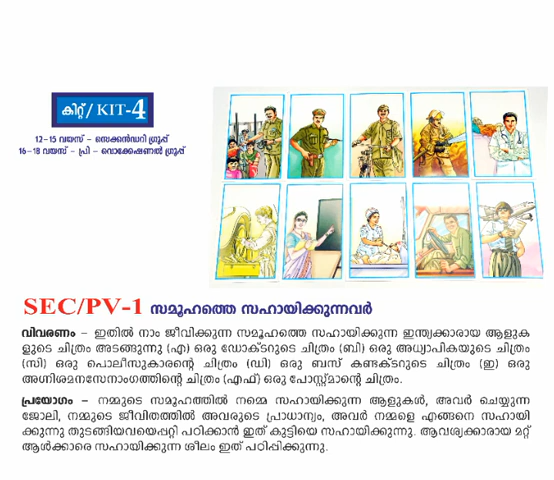 കിറ്റ്/ KIT-4
12-15 വയസ് - സെക്കൻഡറി ഗ്രൂപ്പ്
16-18 വയസ് - പ്രി - വൊക്കേഷണൽ ഗ്രൂപ്പ്
SEC/PV-1 സമൂഹത്തെ സഹായിക്കുന്നവർ
വിവരണം - ഇതിൽ നാം ജീവിക്കുന്ന സമൂഹത്തെ സഹായിക്കുന്ന ഇന്ത്യക്കാരായ ആളുക
ളുടെ ചിത്രം അടങ്ങുന്നു (എ) ഒരു ഡോക്ടറുടെ ചിത്രം (ബി) ഒരു അധ്യാപികയുടെ ചിത്രം
(സി) ഒരു പൊലീസുകാരന്റെ ചിത്രം (ഡി) ഒരു ബസ് കണ്ടക്ടറുടെ ചിത്രം (ഇ) ഒരു
അഗ്നിശമനസേനാംഗത്തിന്റെ ചിത്രം (എഫ്) ഒരു പോസ്റ്റ്മാന്റെ ചിത്രം.
പ്രയോഗം - നമ്മുടെ സമൂഹത്തിൽ നമ്മെ സഹായിക്കുന്ന ആളുകൾ, അവർ ചെയ്യുന്ന
ജോലി, നമ്മുടെ ജീവിതത്തിൽ അവരുടെ പ്രാധാന്യം, അവർ നമ്മളെ എങ്ങനെ സഹായി
ക്കുന്നു തുടങ്ങിയവയെപ്പറ്റി പഠിക്കാൻ ഇത് കുട്ടിയെ സഹായിക്കുന്നു. ആവശ്യക്കാരായ മറ്റ്
ആൾക്കാരെ സഹായിക്കുന്ന ശീലം ഇത് പഠിപ്പിക്കുന്നു.